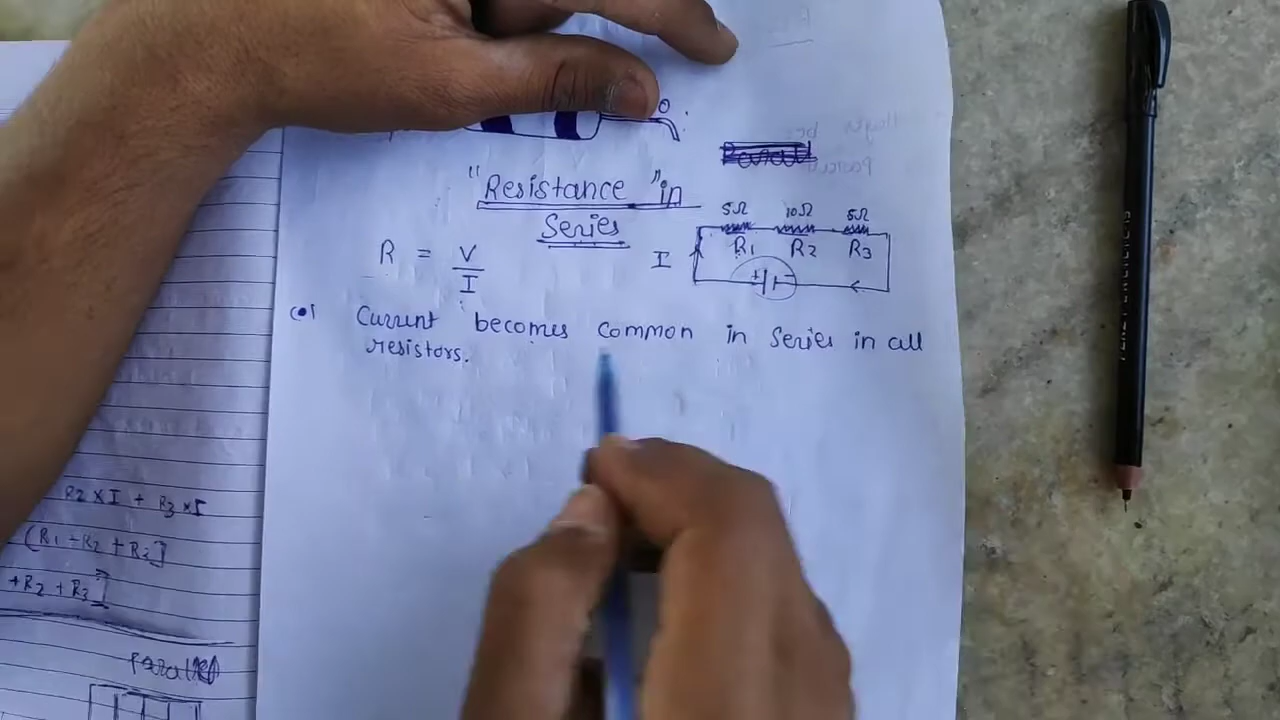 O
"Resistance" in
Series
5Ω 10Ω 5Ω
R1 R2 R3
I
+ −
R = V
I
Current becomes common in Series in all
resistors.
R2 X I + R3 X I
(R1 + R2 + R3]
+R2 + R3]